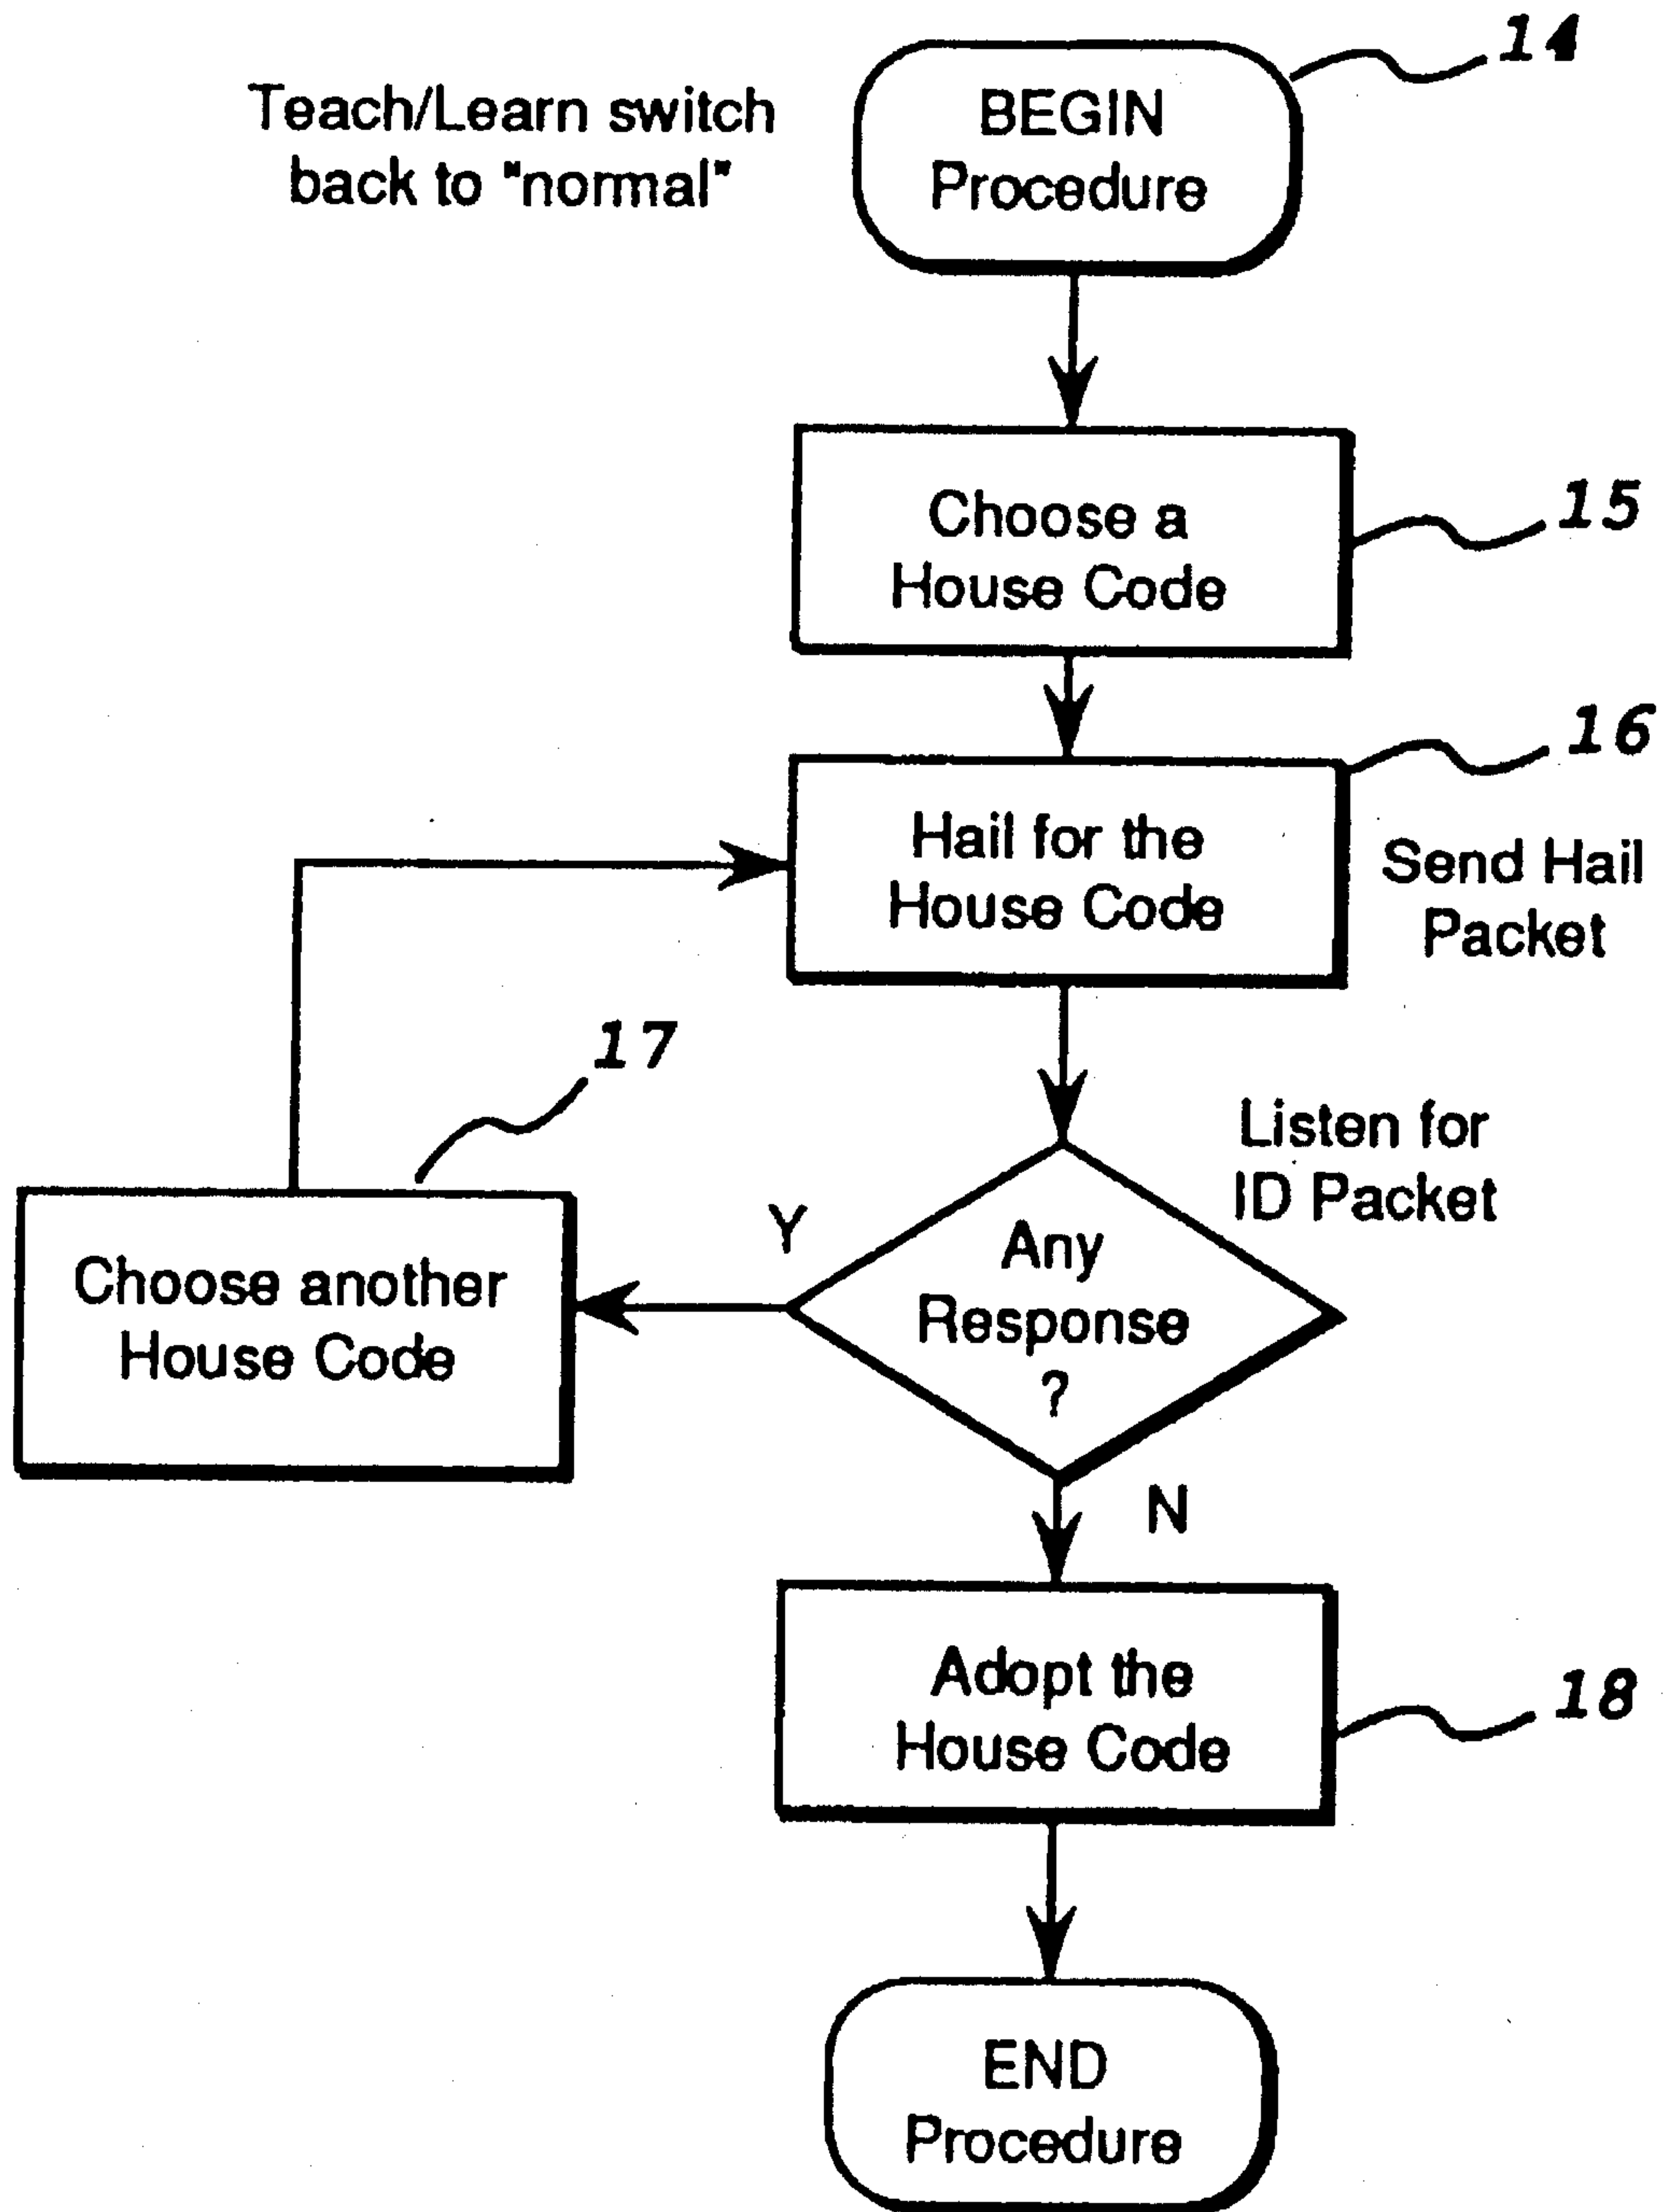 14
Teach/Learn switch
back to "normal"
BEGIN
Procedure
15
Choose a
House Code
16
Hail for the
House Code
Send Hail
Packet
17
Listen for
ID Packet
Y
Any
Response
?
Choose another
House Code
N
Adopt the
House Code
18
END
Procedure